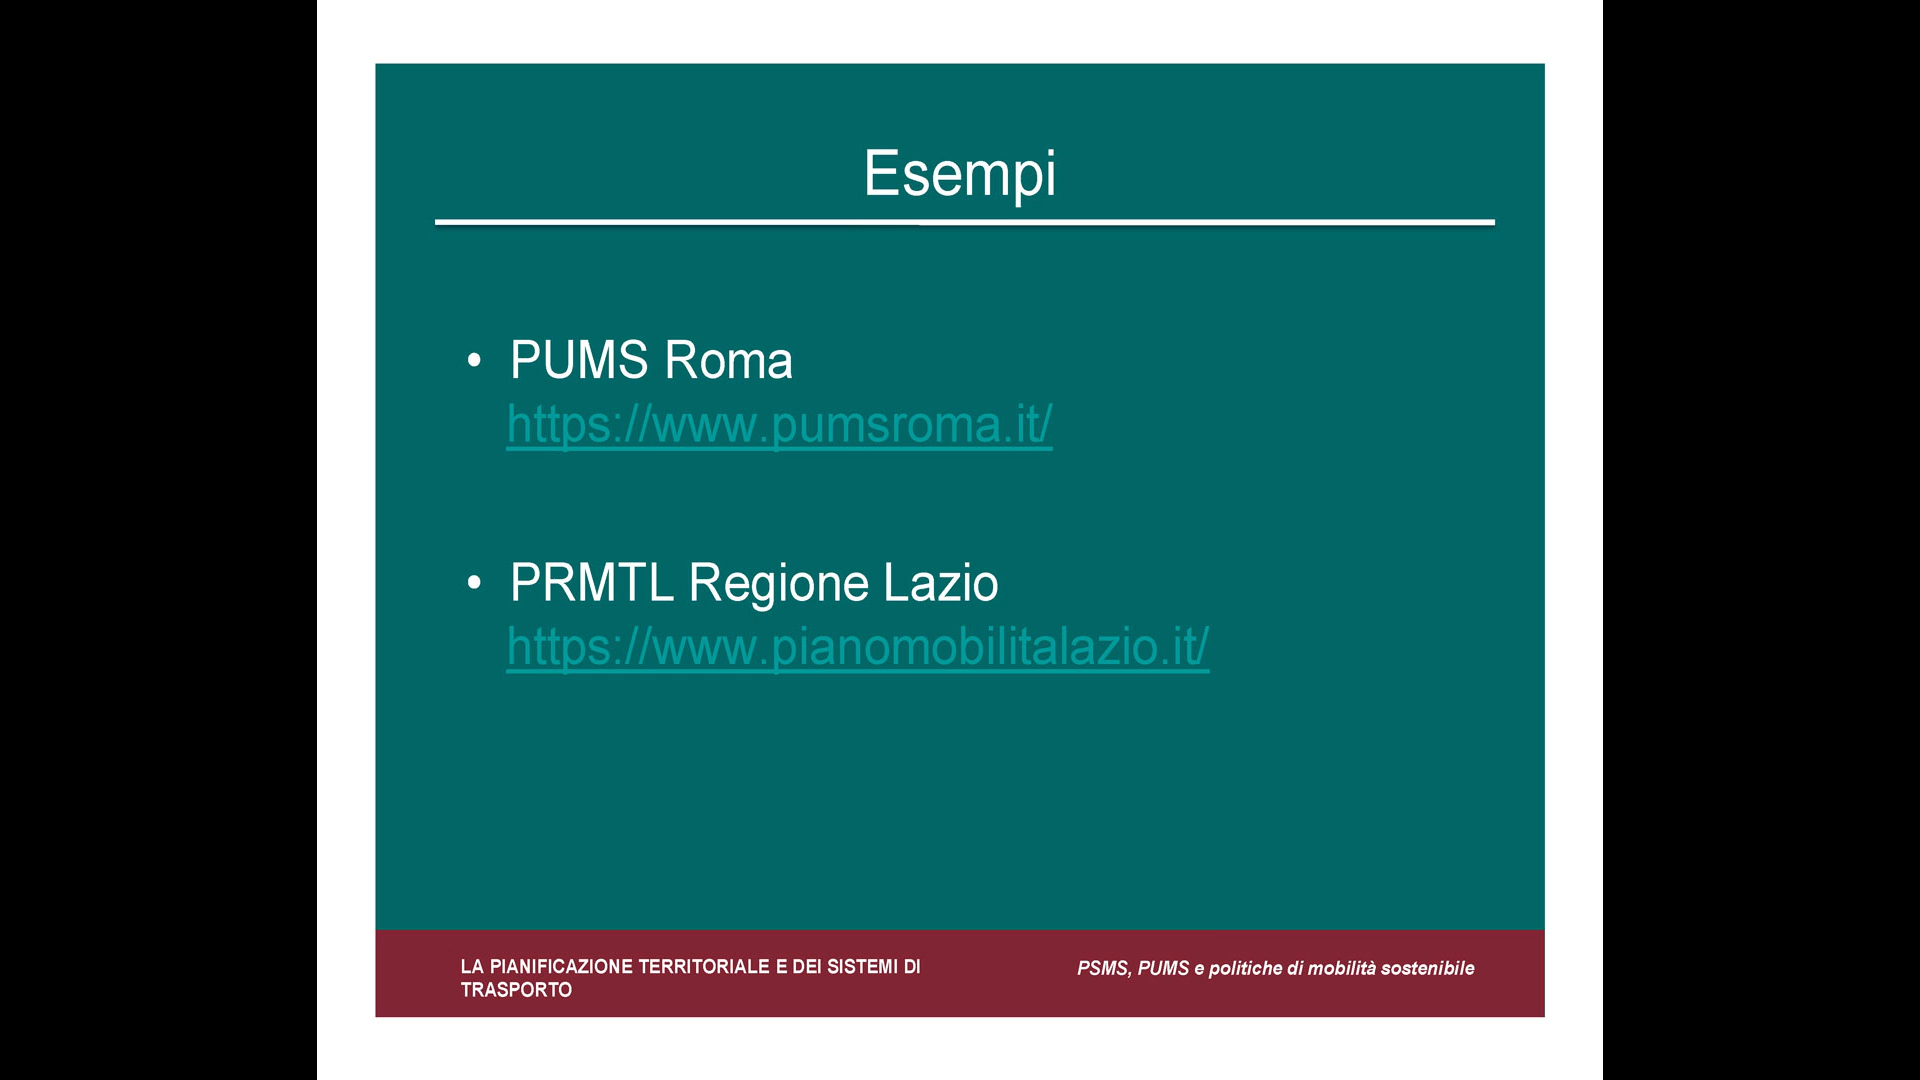 Esempi
• PUMS Roma
https://www.pumsroma.it/
• PRMTL Regione Lazio
https://www.pianomobilitalazio.it/
LA PIANIFICAZIONE TERRITORIALE E DEI SISTEMI DI
TRASPORTO
PSMS, PUMS e politiche di mobilità sostenibile